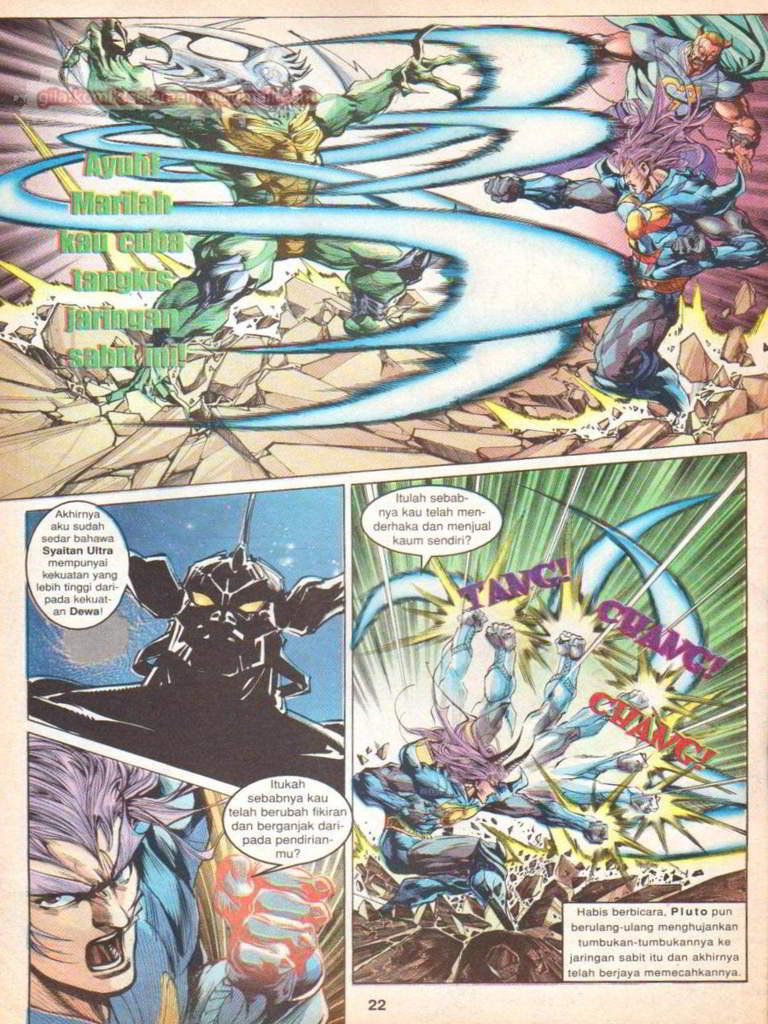 Ayuh!
Marilah
kau cuba
tangkis
jaringan
sabit ini!
Akhirnya
aku sudah
sedar bahawa
Syaitan Ultra
mempunyai
kekuatan yang
lebih tinggi dari-
pada kekuat-
an Dewa!
Itukah
sebabnya kau
telah berubah fikiran
dan berganjak dari-
pada pendirian-
mu?
Itulah sebab-
nya kau telah men-
derhaka dan menjual
kaum sendiri?
TANG!
CHANG!
CHANG!
Habis berbicara, Pluto pun
berulang-ulang menghujankan
tumbukan-tumbukannya ke
jaringan sabit itu dan akhirnya
telah berjaya memecahkannya.
22